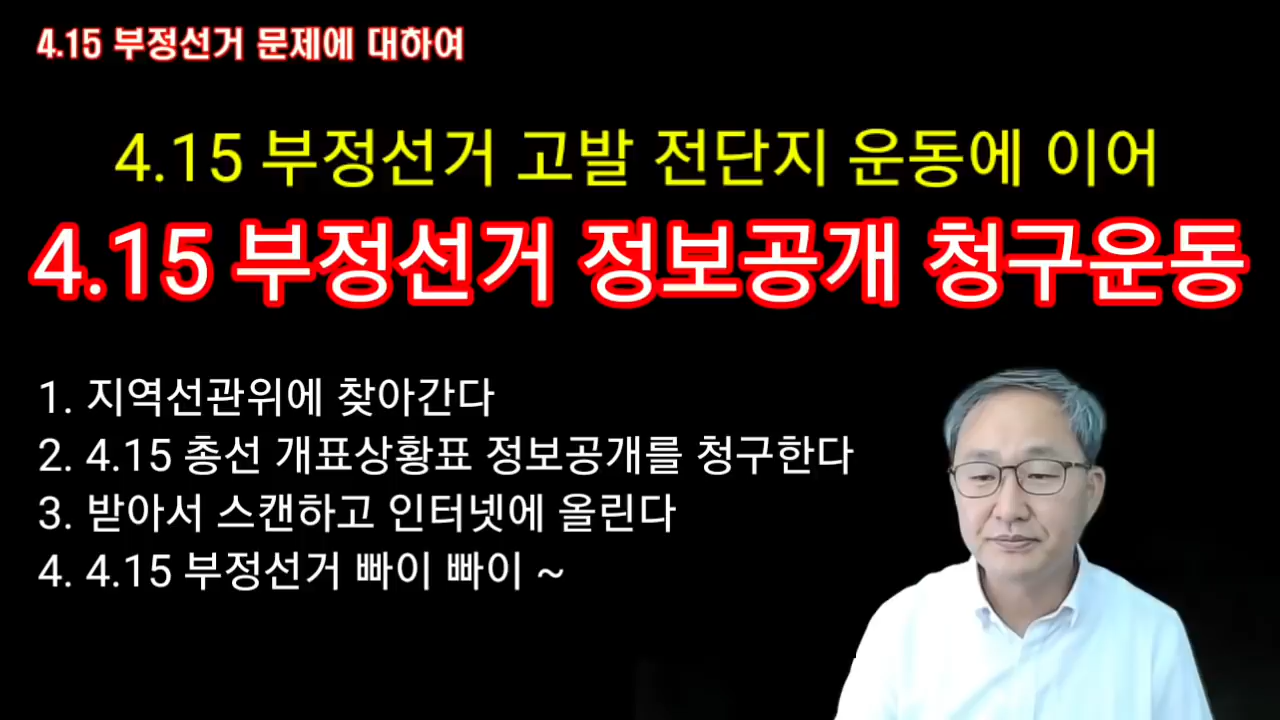 4.15 부정선거 문제에 대하여
4.15 부정선거 고발 전단지 운동에 이어
4.15 부정선거 정보공개 청구운동
1. 지역선관위에 찾아간다
2. 4.15 총선 개표상황표 정보공개를 청구한다
3. 받아서 스캔하고 인터넷에 올린다
4. 4.15 부정선거 빠이 빠이 ~